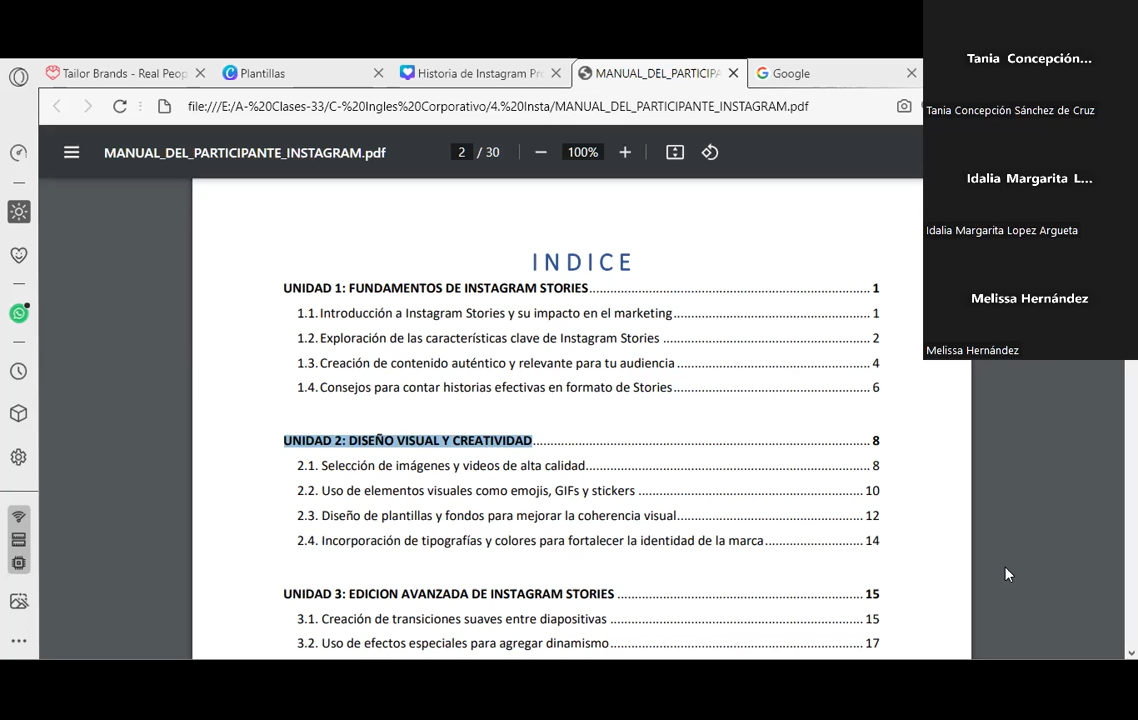 Tailor Brands - Real Peop
Plantillas
Historia de Instagram Pr
MANUAL_DEL_PARTICIPA
Google
file:///E:/A-%20Clases-33/C-%20Ingles%20Corporativo/4.%20Insta/MANUAL_DEL_PARTICIPANTE_INSTAGRAM.pdf
MANUAL_DEL_PARTICIPANTE_INSTAGRAM.pdf
2 / 30
100%
INDICE
UNIDAD 1: FUNDAMENTOS DE INSTAGRAM STORIES 1
1.1. Introducción a Instagram Stories y su impacto en el marketing 1
1.2. Exploración de las características clave de Instagram Stories 2
1.3. Creación de contenido auténtico y relevante para tu audiencia 4
1.4. Consejos para contar historias efectivas en formato de Stories 6
UNIDAD 2: DISEÑO VISUAL Y CREATIVIDAD 8
2.1. Selección de imágenes y videos de alta calidad 8
2.2. Uso de elementos visuales como emojis, GIFs y stickers 10
2.3. Diseño de plantillas y fondos para mejorar la coherencia visual 12
2.4. Incorporación de tipografías y colores para fortalecer la identidad de la marca 14
UNIDAD 3: EDICION AVANZADA DE INSTAGRAM STORIES 15
3.1. Creación de transiciones suaves entre diapositivas 15
3.2. Uso de efectos especiales para agregar dinamismo 17
Tania Concepción...
Tania Concepción Sánchez de Cruz
Idalia Margarita L...
Idalia Margarita Lopez Argueta
Melissa Hernández
Melissa Hernández